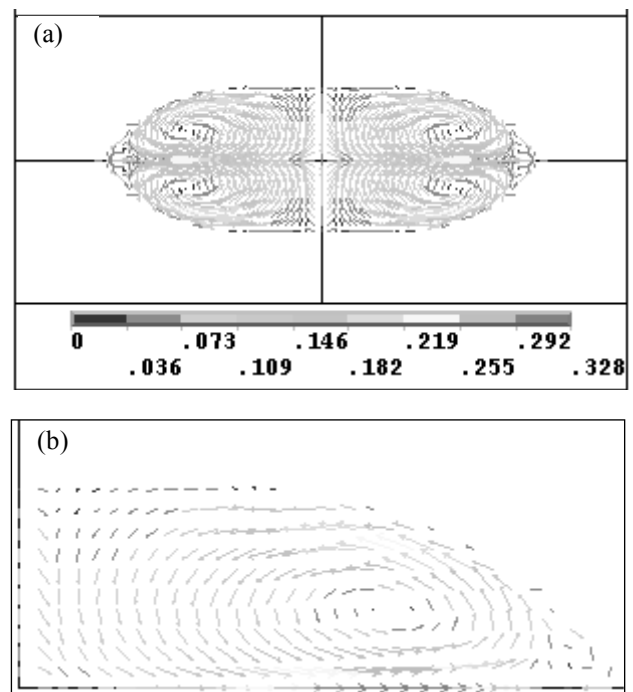 (a)
0 .073 .146 .219 .292
.036 .109 .182 .255 .328
(b)